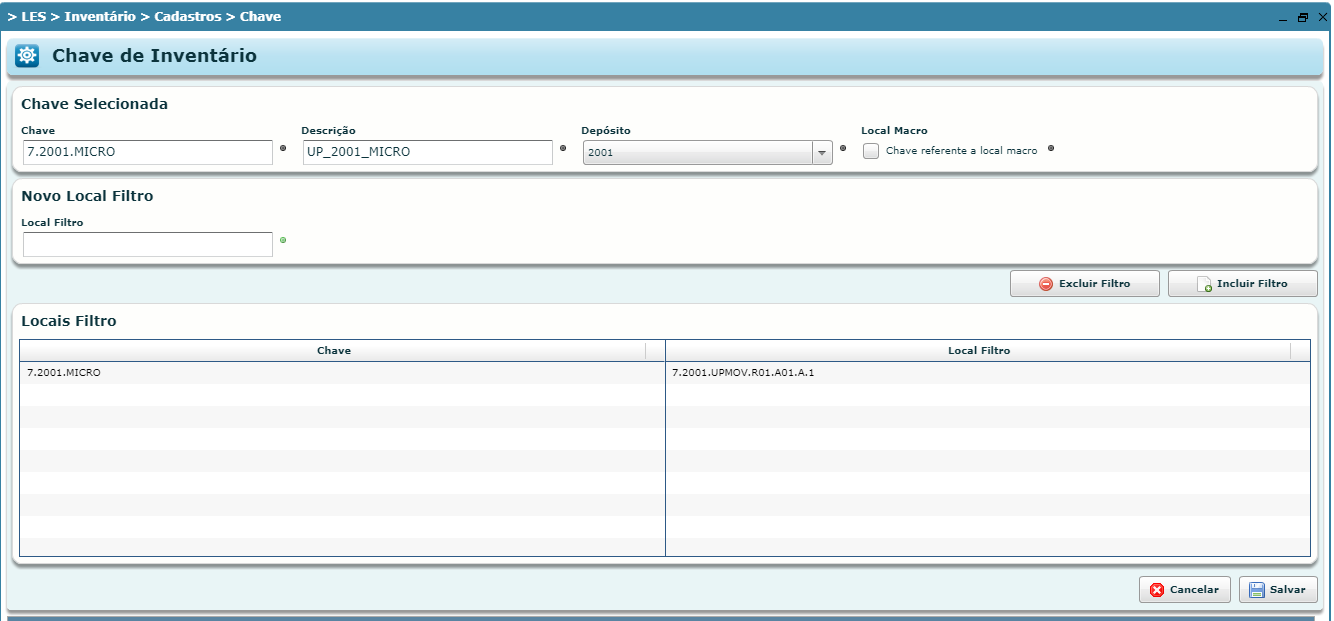 > LES > Inventário > Cadastros > Chave
Chave de Inventário
Chave Selecionada
Chave Descrição Depósito Local Macro
7.2001.MICRO UP_2001_MICRO 2001 Chave referente a local macro
Novo Local Filtro
Local Filtro
Excluir Filtro Incluir Filtro
Locais Filtro
Chave Local Filtro
7.2001.MICRO 7.2001.UPMOV.R01.A01.A.1
Cancelar Salvar